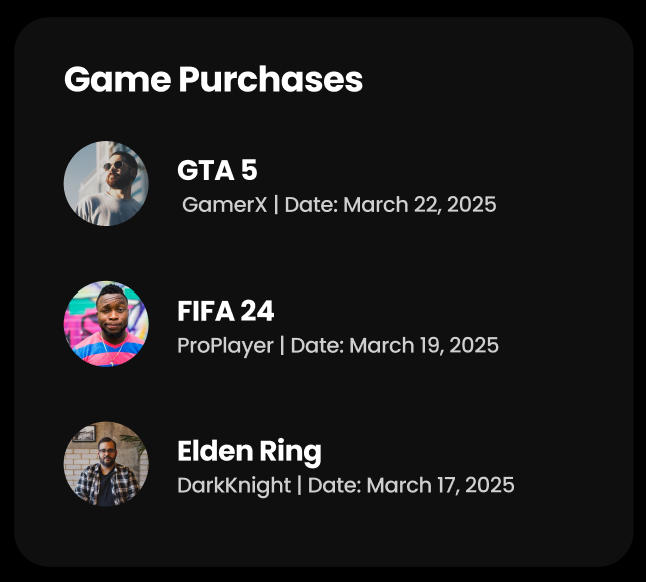 Game Purchases
GTA 5
GamerX | Date: March 22, 2025
FIFA 24
ProPlayer | Date: March 19, 2025
Elden Ring
DarkKnight | Date: March 17, 2025